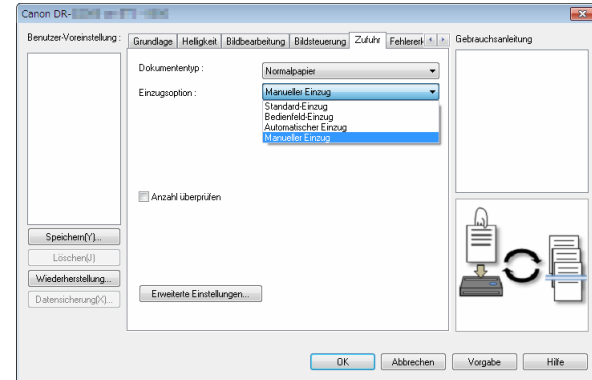 Canon DR-
Benutzer-Voreinstellung :
Grundlage Helligkeit Bildbearbeitung Bildsteuerung Zufuhr Fehlererk
Gebrauchsanleitung
Dokumententyp :
Normalpapier
Einzugsoption :
Manueller Einzug
Standard-Einzug
Bedienfeld-Einzug
Automatischer Einzug
Manueller Einzug
Anzahl überprüfen
Speichern(Y)...
Löschen(J)
Wiederherstellung...
Datensicherung(X)...
Erweiterte Einstellungen...
OK Abbrechen Vorgabe Hilfe